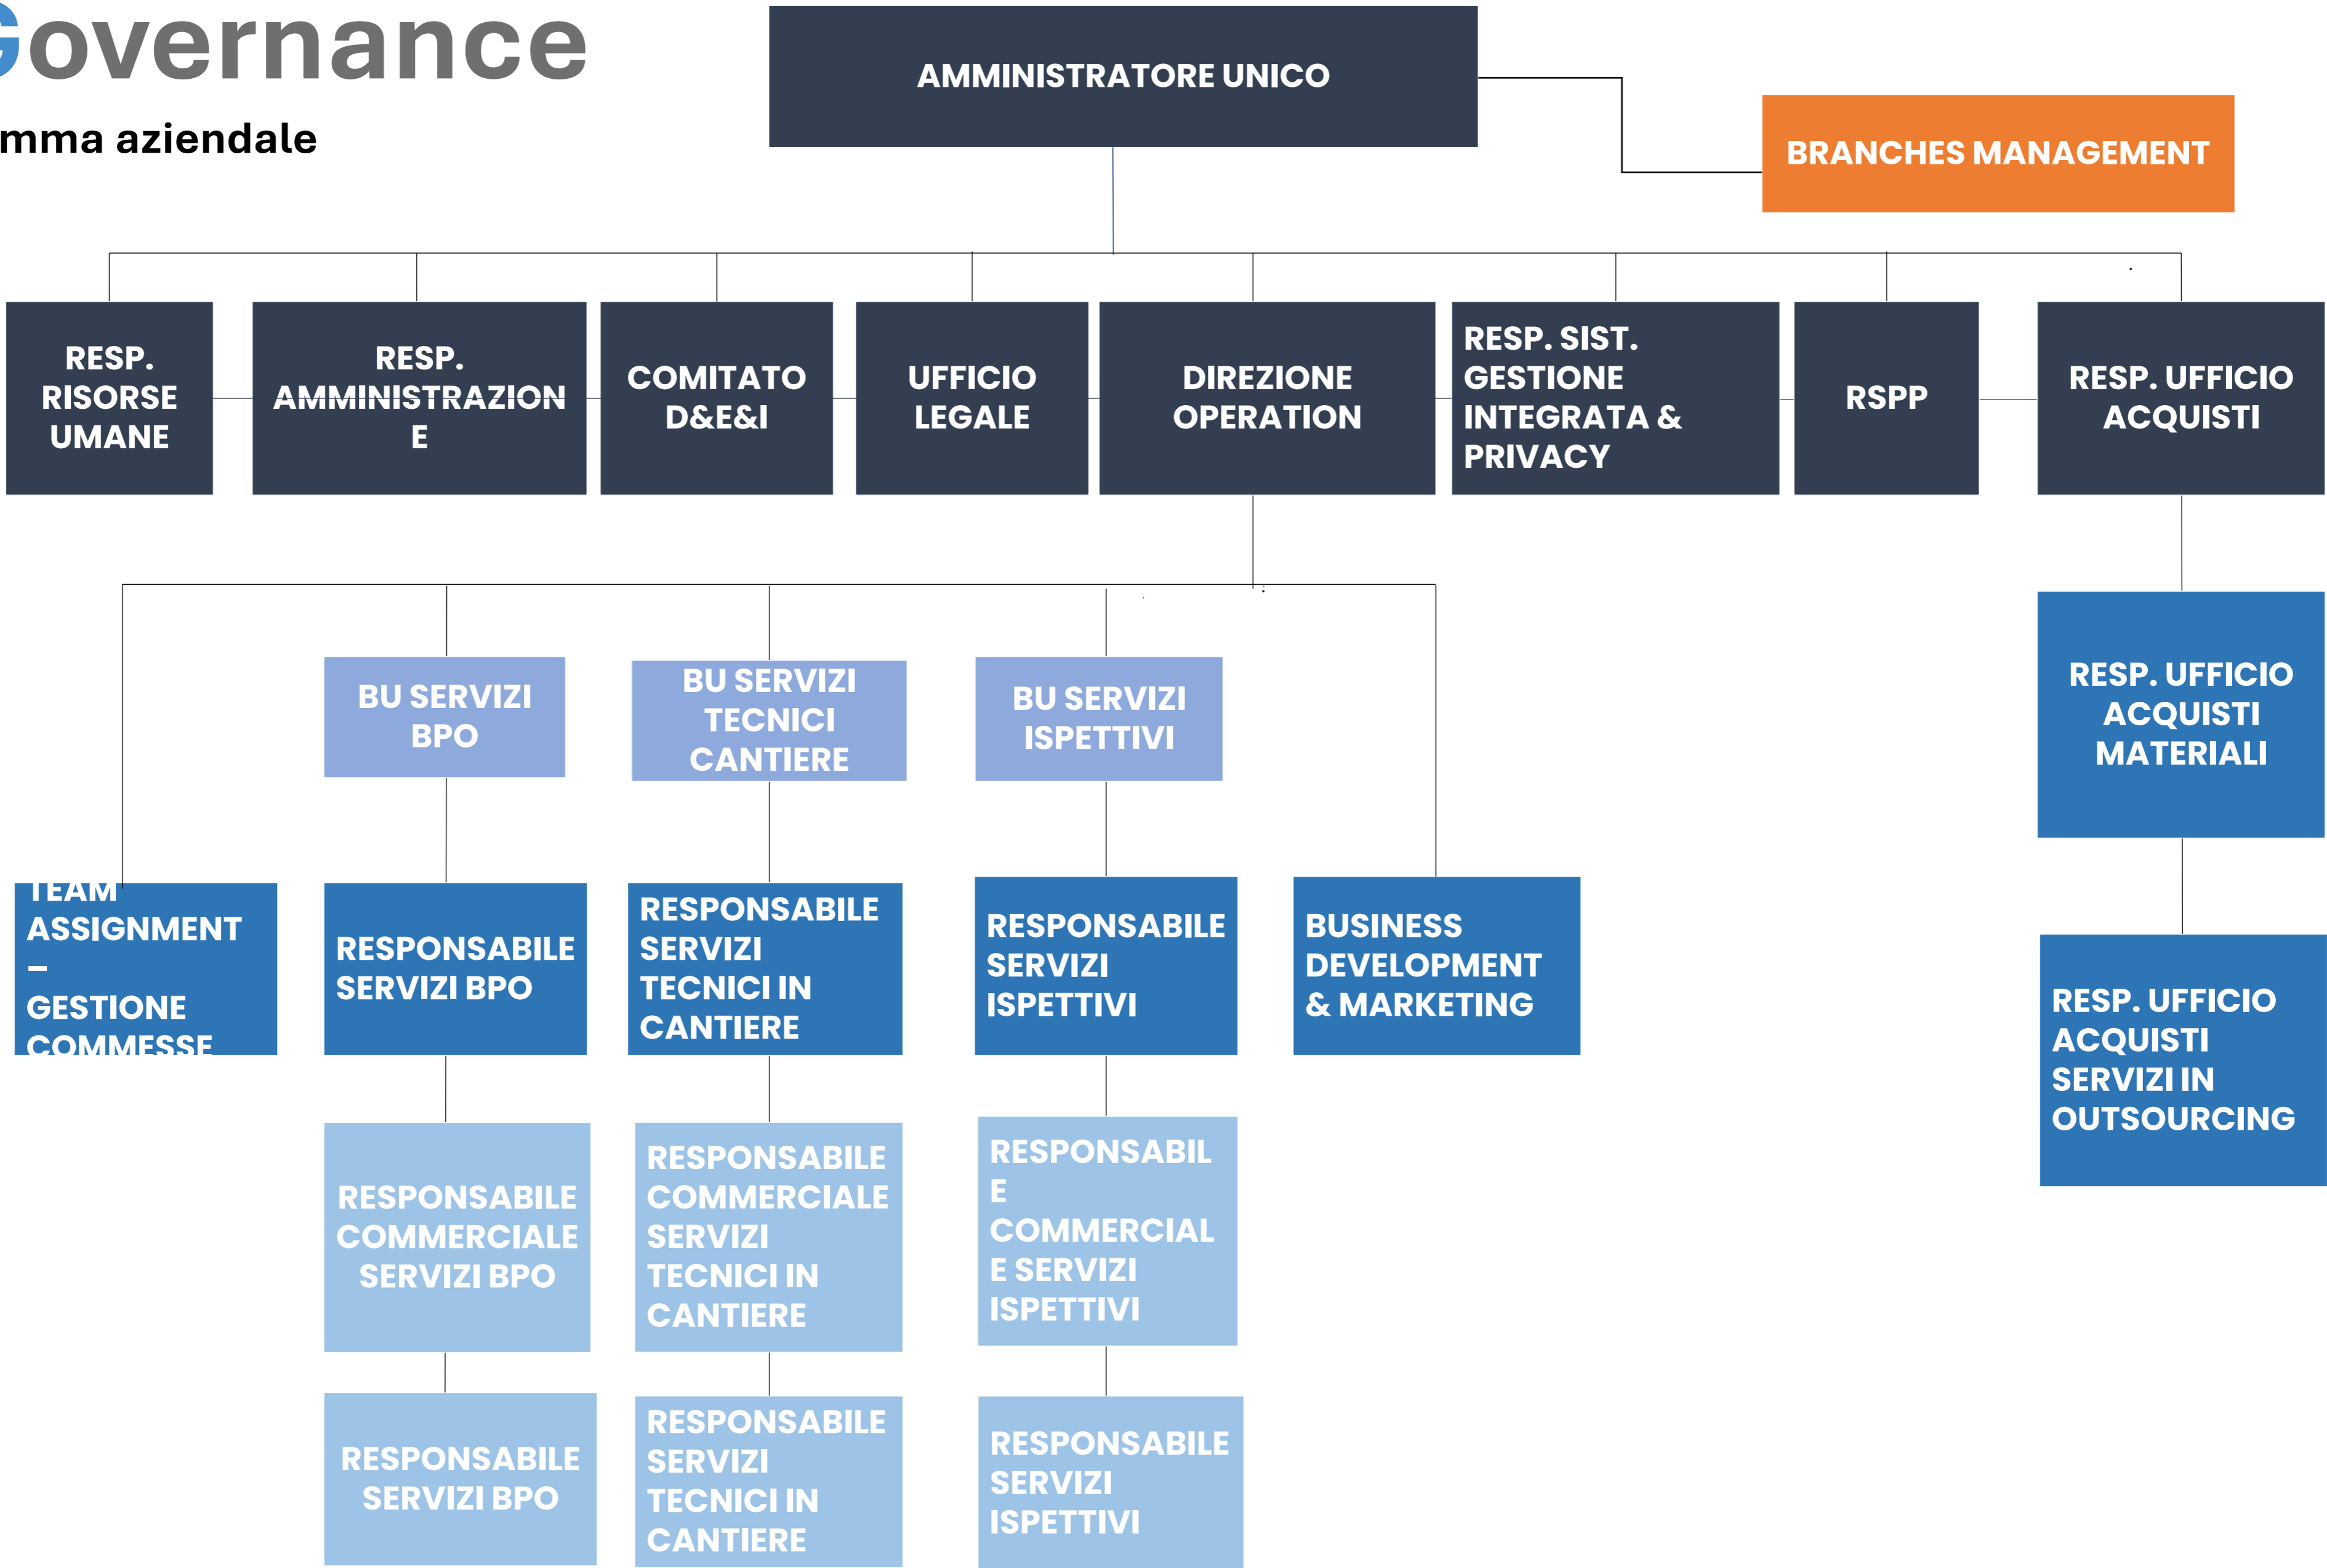 Governance
mma aziendale
AMMINISTRATORE UNICO
BRANCHES MANAGEMENT
RESP.
RISORSE
UMANE
RESP.
AMMINISTRAZION
E
COMITATO
D&E&I
UFFICIO
LEGALE
DIREZIONE
OPERATION
RESP. SIST.
GESTIONE
INTEGRATA &
PRIVACY
RSPP
RESP. UFFICIO
ACQUISTI
BU SERVIZI
BPO
BU SERVIZI
TECNICI
CANTIERE
BU SERVIZI
ISPETTIVI
RESP. UFFICIO
ACQUISTI
MATERIALI
TEAM
ASSIGNMENT
–
GESTIONE
COMMESSE
RESPONSABILE
SERVIZI BPO
RESPONSABILE
SERVIZI
TECNICI IN
CANTIERE
RESPONSABILE
SERVIZI
ISPETTIVI
BUSINESS
DEVELOPMENT
& MARKETING
RESP. UFFICIO
ACQUISTI
SERVIZI IN
OUTSOURCING
RESPONSABILE
COMMERCIALE
SERVIZI BPO
RESPONSABILE
COMMERCIALE
SERVIZI
TECNICI IN
CANTIERE
RESPONSABIL
E
COMMERCIAL
E SERVIZI
ISPETTIVI
RESPONSABILE
SERVIZI BPO
RESPONSABILE
SERVIZI
TECNICI IN
CANTIERE
RESPONSABILE
SERVIZI
ISPETTIVI